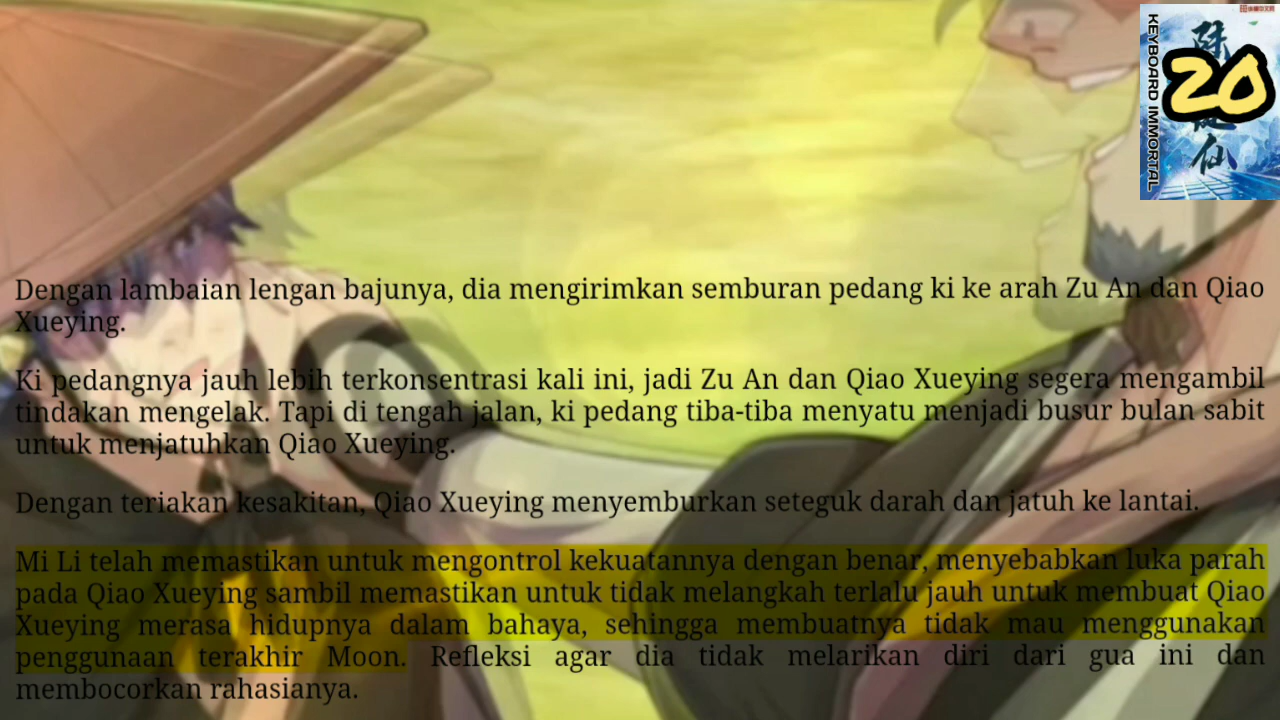 KEYBOARD IMMORTAL
20
仙
Dengan lambaian lengan bajunya, dia mengirimkan semburan pedang ki ke arah Zu An dan Qiao
Xueying.
Ki pedangnya jauh lebih terkonsentrasi kali ini, jadi Zu An dan Qiao Xueying segera mengambil
tindakan mengelak. Tapi di tengah jalan, ki pedang tiba-tiba menyatu menjadi busur bulan sabit
untuk menjatuhkan Qiao Xueying.
Dengan teriakan kesakitan, Qiao Xueying menyemburkan seteguk darah dan jatuh ke lantai.
Mi Li telah memastikan untuk mengontrol kekuatannya dengan benar, menyebabkan luka parah
pada Qiao Xueying sambil memastikan untuk tidak melangkah terlalu jauh untuk membuat Qiao
Xueying merasa hidupnya dalam bahaya, sehingga membuatnya tidak mau menggunakan
penggunaan terakhir Moon. Refleksi agar dia tidak melarikan diri dari gua ini dan
membocorkan rahasianya.